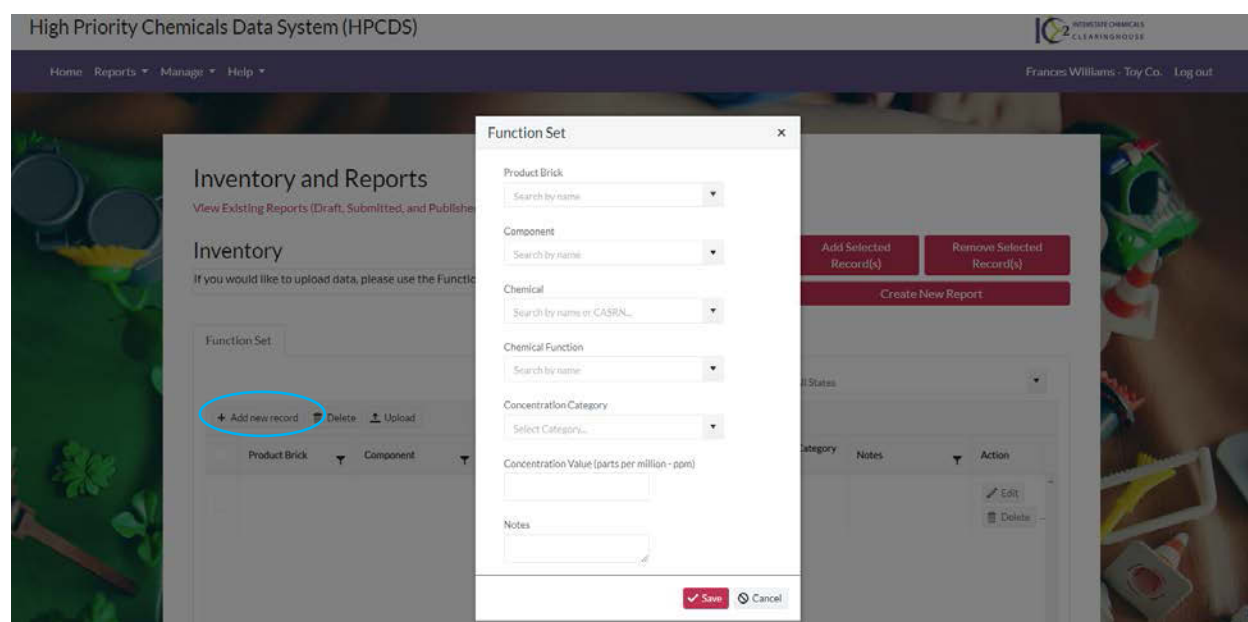 High Priority Chemicals Data System (HPCDS)
INTERSTATE CHEMICALS
CLEARINGHOUSE
Home Reports Manage Help
Frances Williams - Toy Co. Log out
Function Set
×
Inventory and Reports
View Existing Reports (Draft, Submitted, and Publishe
Inventory
If you would like to upload data, please use the Functio
Add Selected
Record(s)
Remove Selected
Record(s)
Create New Report
Function Set
ll States
+ Add new record Delete Upload
Product Brick Component
Category Notes Action
Edit
Delete
Product Brick
Search by name
Component
Search by name
Chemical
Search by name or CASRN...
Chemical Function
Search by name
Concentration Category
Select Category...
Concentration Value (parts per million - ppm)
Notes
Save Cancel